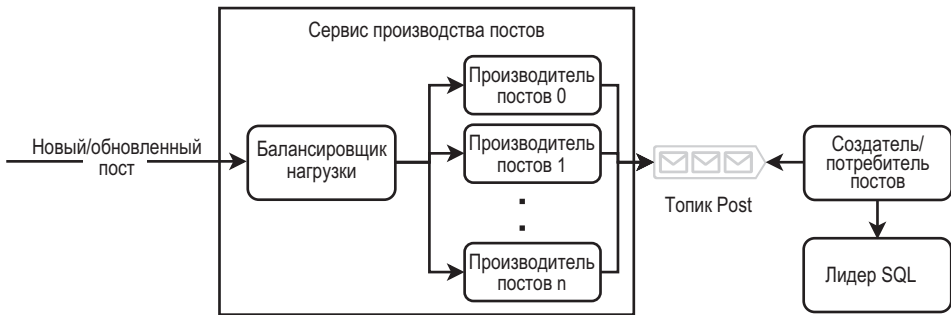 Сервис производства постов
Новый/обновленный
пост
Балансировщик
нагрузки
Производитель
постов 0
Производитель
постов 1
Производитель
постов n
Топик Post
Создатель/
потребитель
постов
Лидер SQL